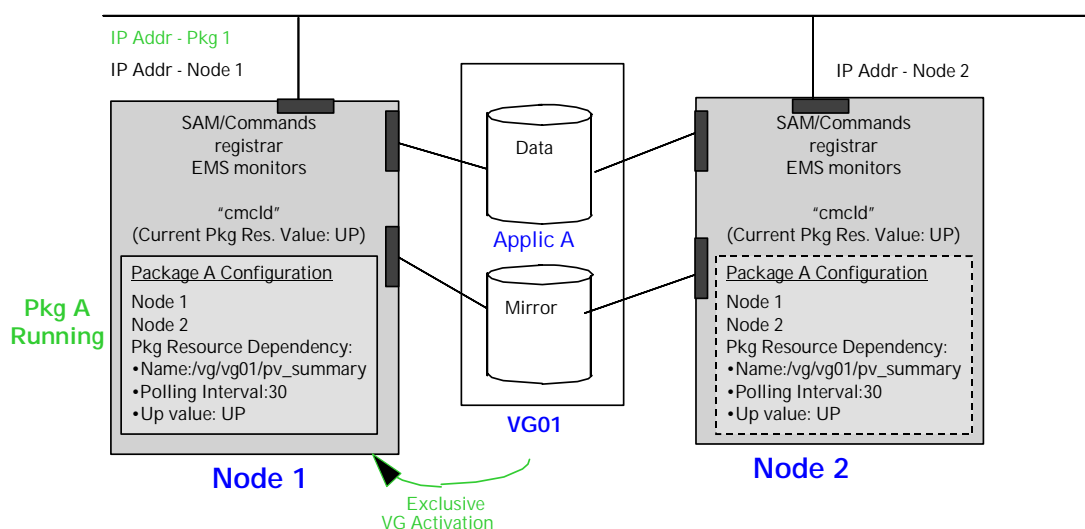 IP Addr - Pkg 1
IP Addr - Node 1
IP Addr - Node 2
SAM/Commands
registrar
EMS monitors
“cmcld”
(Current Pkg Res. Value: UP)
Package A Configuration
Node 1
Node 2
Pkg Resource Dependency:
•Name:/vg/vg01/pv_summary
•Polling Interval:30
•Up value: UP
Pkg A
Running
Node 1
Data
Applic A
Mirror
VG01
Exclusive
VG Activation
SAM/Commands
registrar
EMS monitors
“cmcld”
(Current Pkg Res. Value: UP)
Package A Configuration
Node 1
Node 2
Pkg Resource Dependency:
•Name:/vg/vg01/pv_summary
•Polling Interval:30
•Up value: UP
Node 2